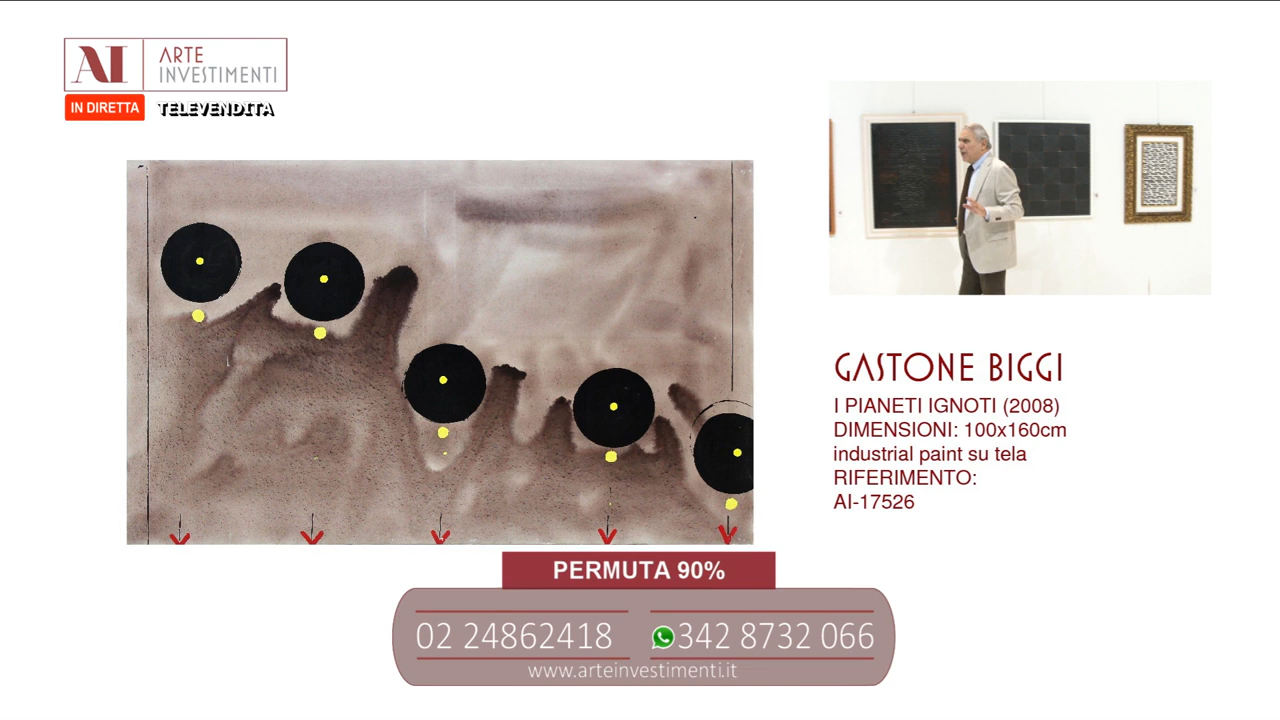 AI
ARTE
INVESTIMENTI
IN DIRETTA
TELEVENDITA
GASTONE BIGGI
I PIANETI IGNOTI (2008)
DIMENSIONI: 100x160cm
industrial paint su tela
RIFERIMENTO:
AI-17526
PERMUTA 90%
02 24862418
342 8732 066
www.arteinvestimenti.it